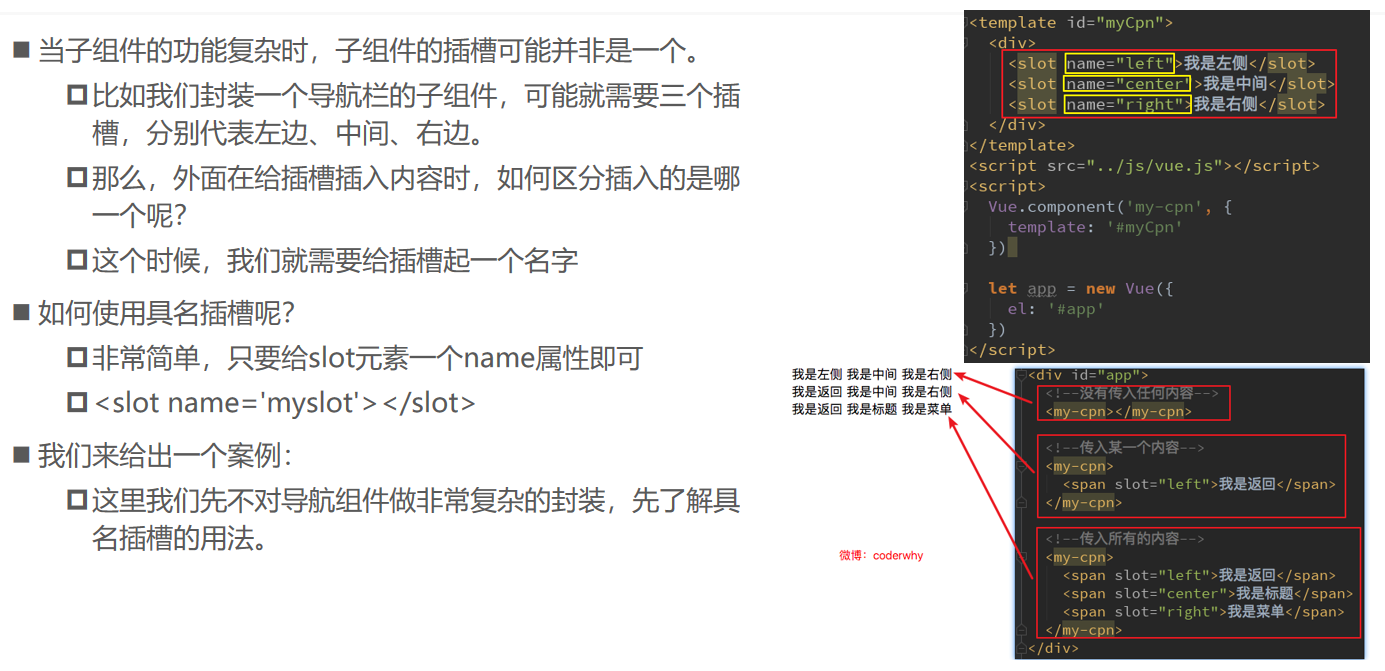 当子组件的功能复杂时，子组件的插槽可能并非是一个。
比如我们封装一个导航栏的子组件，可能就需要三个插
槽，分别代表左边、中间、右边。
那么，外面在给插槽插入内容时，如何区分插入的是哪
一个呢？
这个时候，我们就需要给插槽起一个名字
如何使用具名插槽呢？
非常简单，只要给slot元素一个name属性即可
<slot name='myslot'></slot>
我们来给出一个案例：
这里我们先不对导航组件做非常复杂的封装，先了解具
名插槽的用法。
<template id="myCpn">
<div>
<slot name="left">我是左侧</slot>
<slot name="center">我是中间</slot>
<slot name="right">我是右侧</slot>
</div>
</template>
<script src="../js/vue.js"></script>
<script>
Vue.component('my-cpn', {
template: '#myCpn'
})
let app = new Vue({
el: '#app'
})
</script>
我是左侧 我是中间 我是右侧
我是返回 我是中间 我是右侧
我是返回 我是标题 我是菜单
<div id="app">
<!--没有传入任何内容-->
<my-cpn></my-cpn>
<!--传入某一个内容-->
<my-cpn>
<span slot="left">我是返回</span>
</my-cpn>
<!--传入所有的内容-->
<my-cpn>
<span slot="left">我是返回</span>
<span slot="center">我是标题</span>
<span slot="right">我是菜单</span>
</my-cpn>
</div>
微博：coderwhy